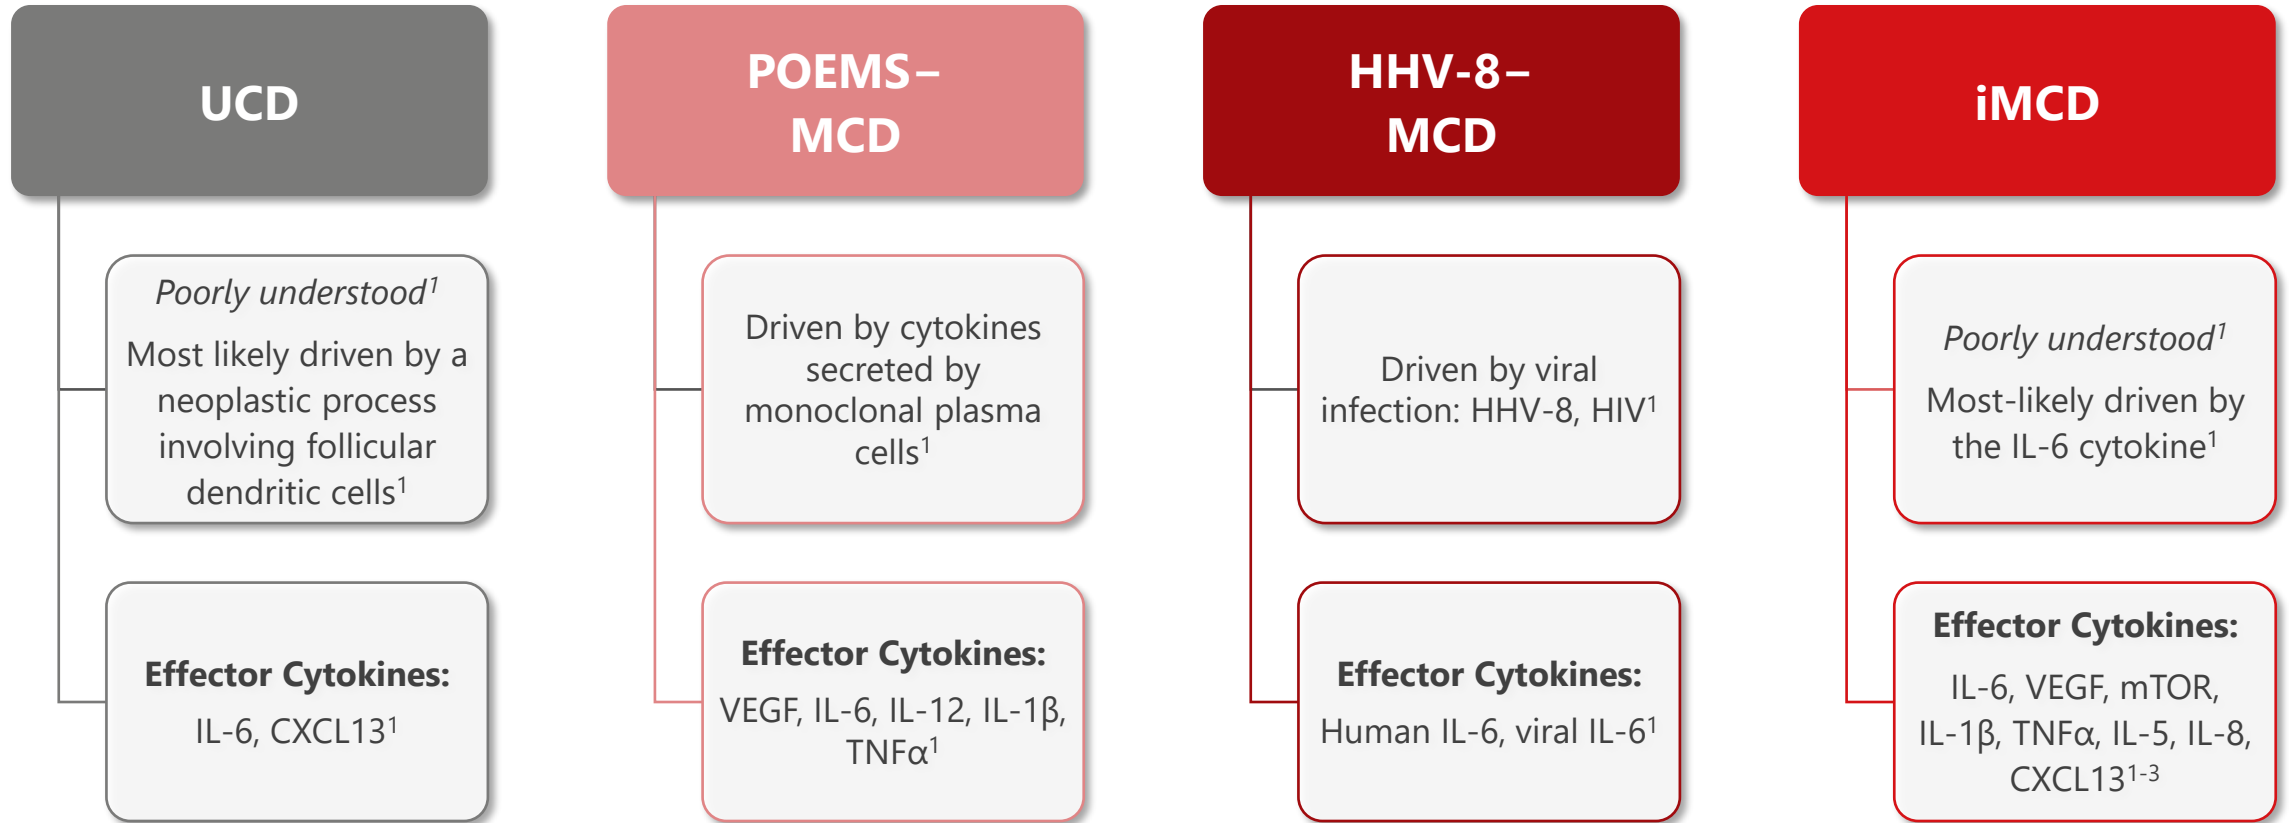 UCD
Poorly understood¹
Most likely driven by a
neoplastic process
involving follicular
dendritic cells¹
Effector Cytokines:
IL-6, CXCL13¹
POEMS–
MCD
Driven by cytokines
secreted by
monoclonal plasma
cells¹
Effector Cytokines:
VEGF, IL-6, IL-12, IL-1β,
TNFα¹
HHV-8–
MCD
Driven by viral
infection: HHV-8, HIV¹
Effector Cytokines:
Human IL-6, viral IL-6¹
iMCD
Poorly understood¹
Most-likely driven by
the IL-6 cytokine¹
Effector Cytokines:
IL-6, VEGF, mTOR,
IL-1β, TNFα, IL-5, IL-8,
CXCL13¹⁻³